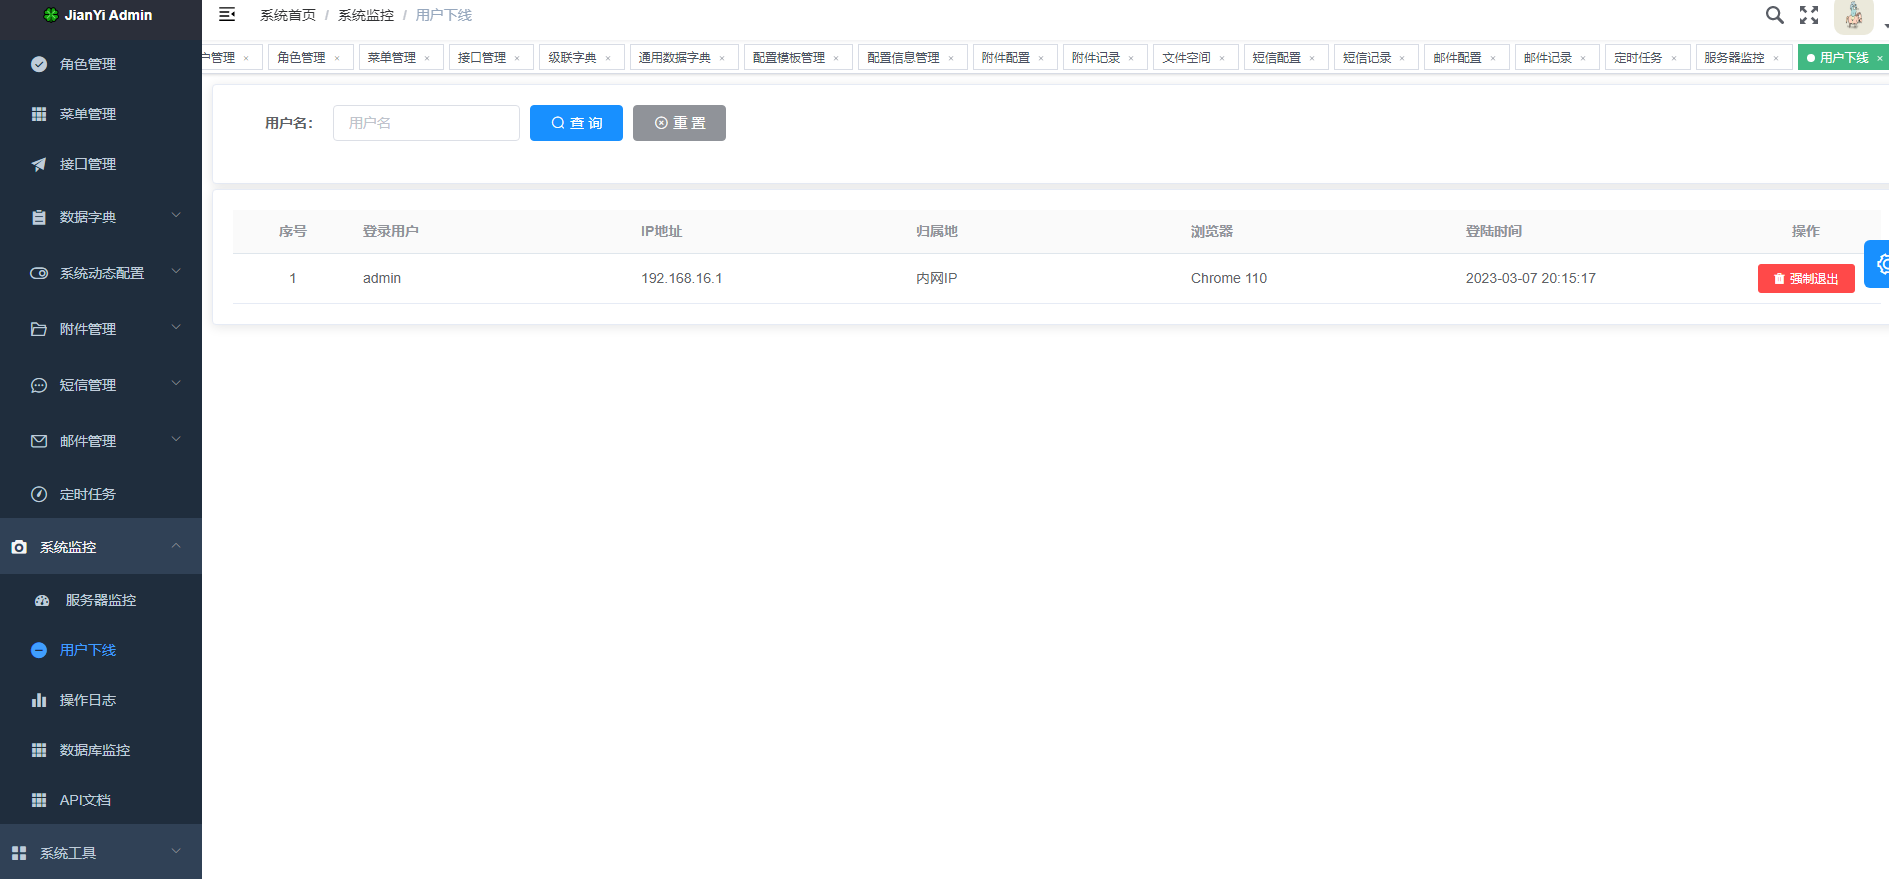 JianYi Admin
系统首页 / 系统监控 / 用户下线
户管理 × 角色管理 × 菜单管理 × 接口管理 × 级联字典 × 通用数据字典 × 配置模板管理 × 配置信息管理 × 附件配置 × 附件记录 × 文件空间 × 短信配置 × 短信记录 × 邮件配置 × 邮件记录 × 定时任务 × 服务器监控 × 用户下线 ×
角色管理
菜单管理
接口管理
数据字典
系统动态配置
附件管理
短信管理
邮件管理
定时任务
系统监控
服务器监控
用户下线
操作日志
数据库监控
API文档
系统工具
用户名: 用户名 查 询 重 置
序号 登录用户 IP地址 归属地 浏览器 登陆时间 操作
1 admin 192.168.16.1 内网IP Chrome 110 2023-03-07 20:15:17 强制退出